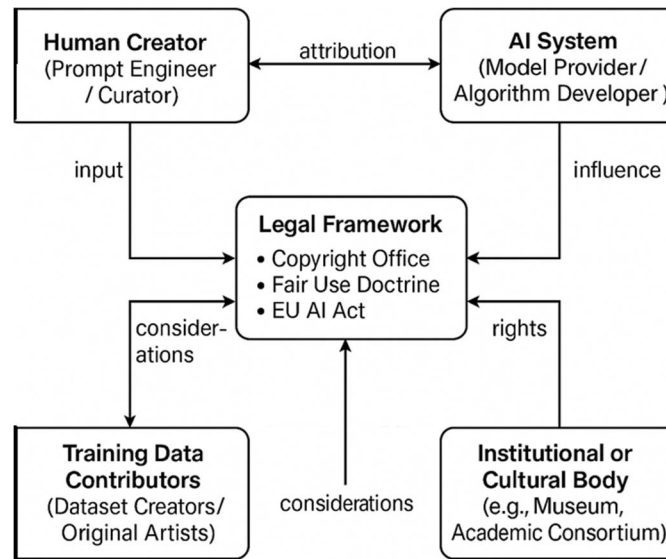 Human Creator
(Prompt Engineer
/ Curator)
attribution
AI System
(Model Provider/
Algorithm Developer)
input
influence
Legal Framework
• Copyright Office
• Fair Use Doctrine
• EU AI Act
consider-
ations
rights
Training Data
Contributors
(Dataset Creators/
Original Artists)
considerations
Institutional or
Cultural Body
(e.g., Museum,
Academic Consortium)